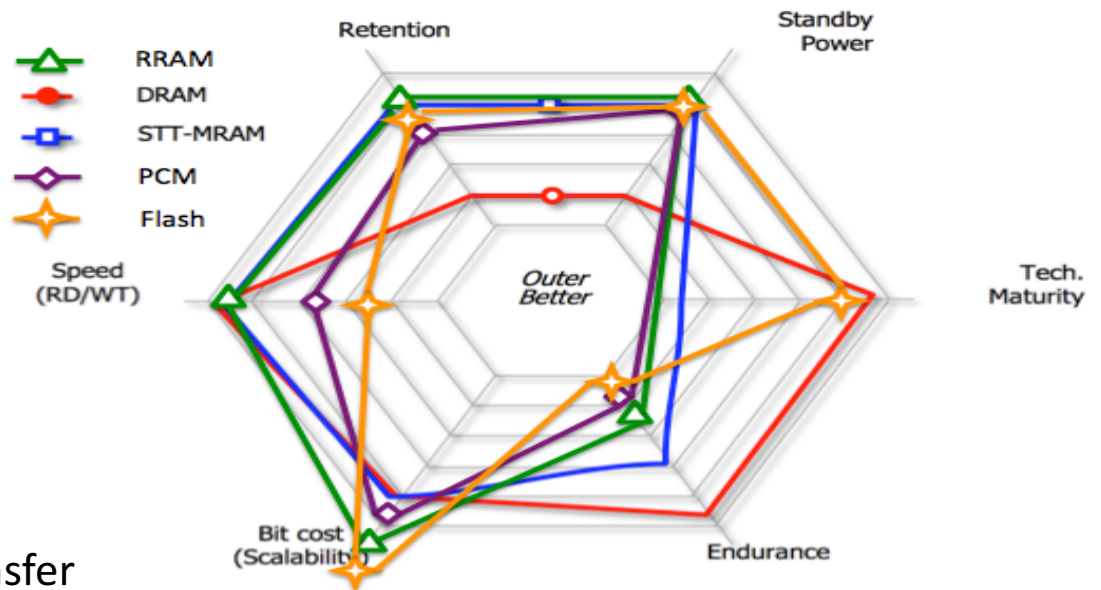 Retention
Standby
Power
RRAM
DRAM
STT-MRAM
PCM
Flash
Speed
(RD/WT)
Outer
Better
Tech.
Maturity
Bit cost
(Scalability)
Endurance
nsfer